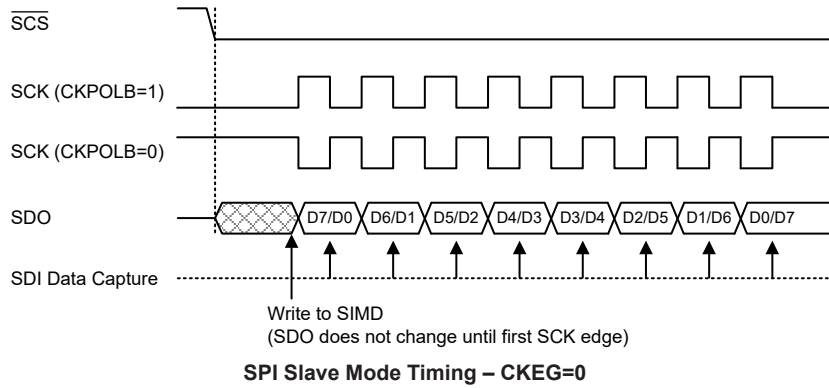 SCS
SCK (CKPOLB=1)
SCK (CKPOLB=0)
SDO
D7/D0 D6/D1 D5/D2 D4/D3 D3/D4 D2/D5 D1/D6 D0/D7
SDI Data Capture
Write to SIMD
(SDO does not change until first SCK edge)
SPI Slave Mode Timing – CKEG=0